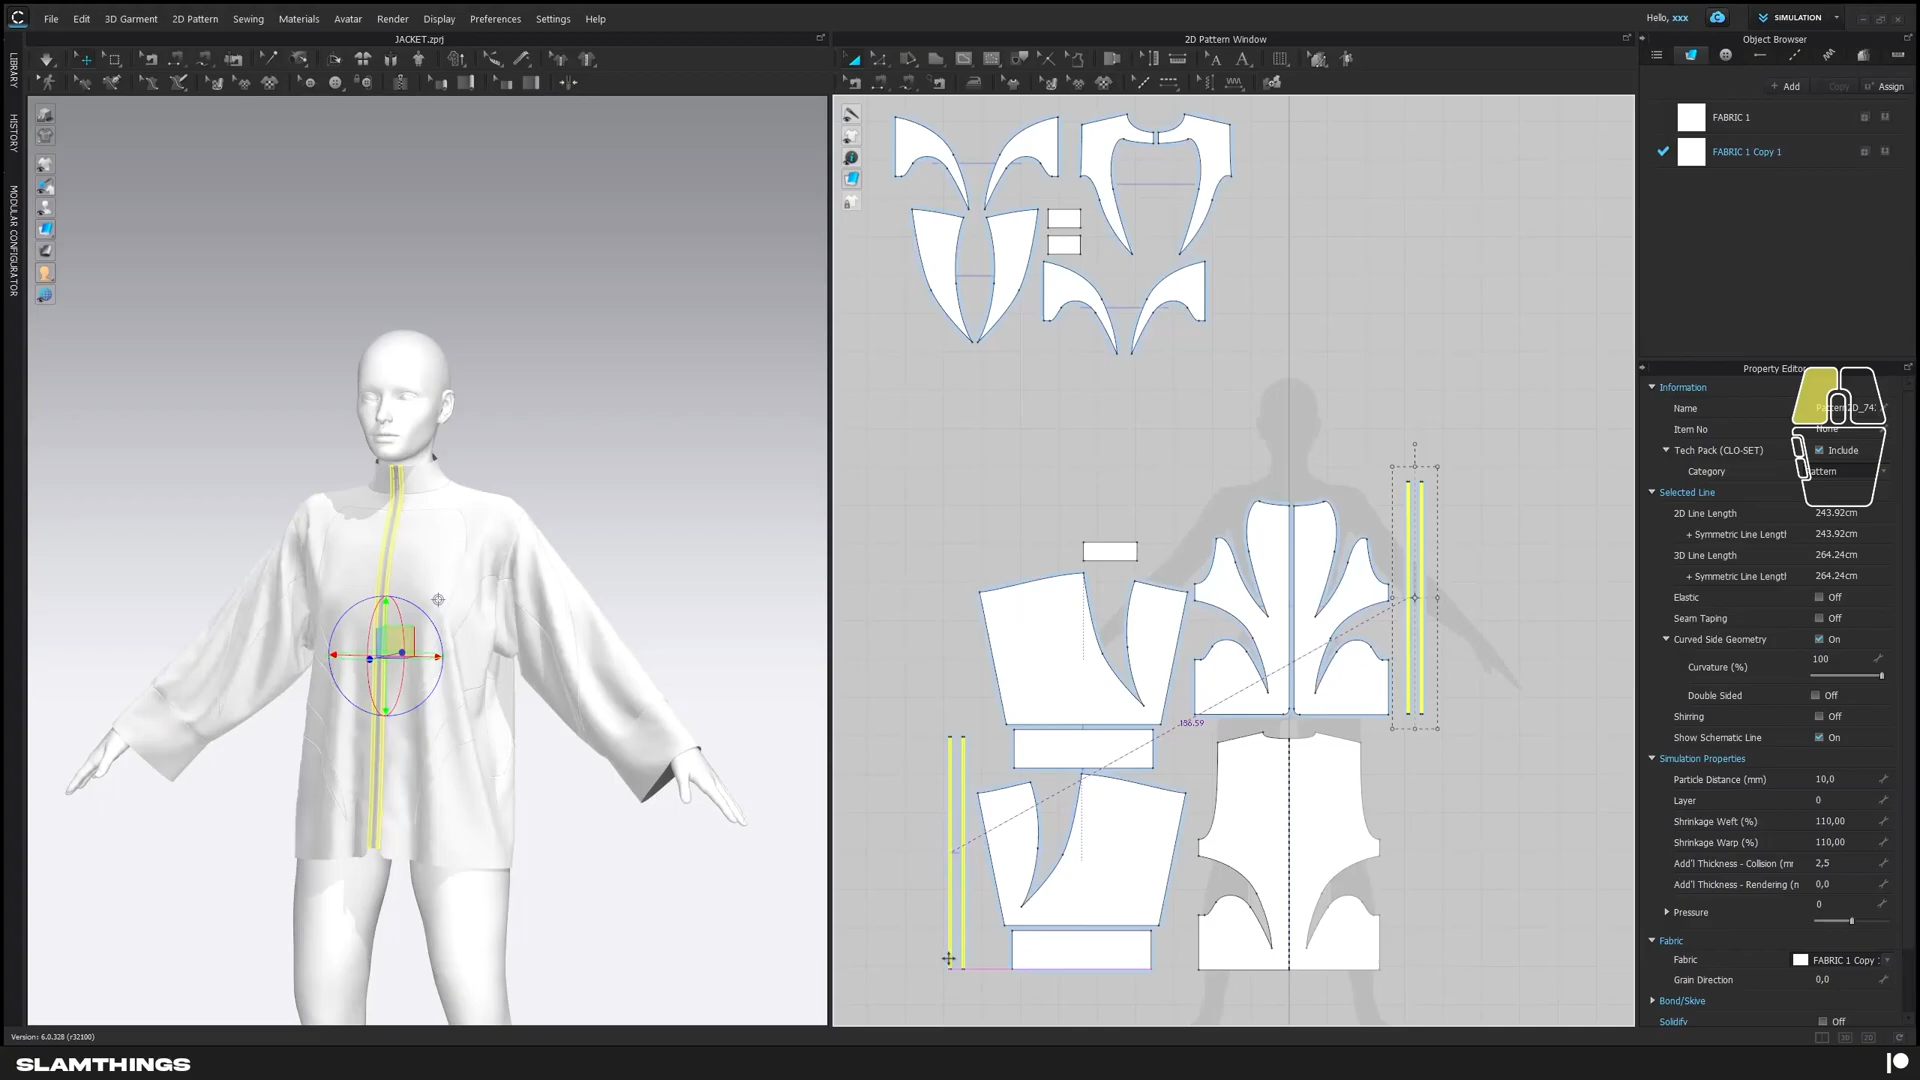 File Edit 3D Garment 2D Pattern Sewing Materials Avatar Render Display Preferences Settings Help
Hello, xxx
SIMULATION
JACKET.zprj
2D Pattern Window
Object Browser
LIBRARY
HISTORY
MODULAR CONFIGURATOR
+ Add
Copy
Assign
FABRIC 1
FABRIC 1 Copy 1
Property Editor
Information
Name
Item No
None
Tech Pack (CLO-SET)
Include
Category
Selected Line
2D Line Length
243.92cm
+ Symmetric Line Lengt
243.92cm
3D Line Length
264.24cm
+ Symmetric Line Lengt
264.24cm
Elastic
Off
Seam Taping
Off
Curved Side Geometry
On
Curvature (%)
100
Double Sided
Off
Shirring
Off
Show Schematic Line
On
Simulation Properties
Particle Distance (mm)
10,0
Layer
0
Shrinkage Weft (%)
110,00
Shrinkage Warp (%)
110,00
Add'l Thickness - Collision (mr
2,5
Add'l Thickness - Rendering (n
0,0
Pressure
0
Fabric
Fabric
FABRIC 1 Copy
Grain Direction
0,0
Bond/Skive
Solidify
Off
186.59
Version: 6.0.328 (r32100)
3D
2D
SLAMTHINGS